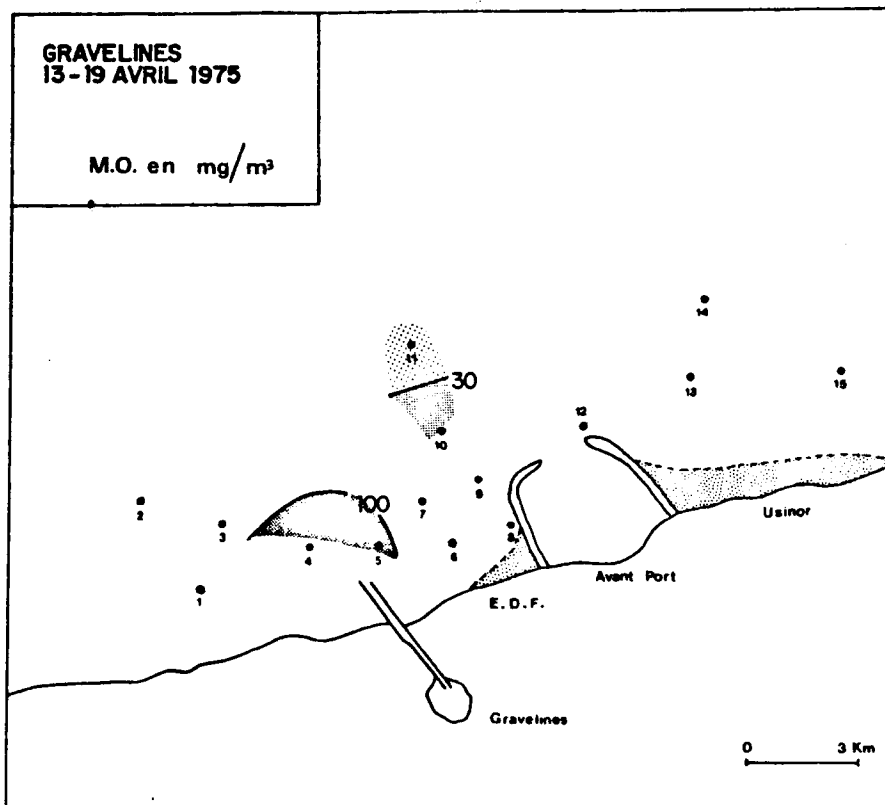 GRAVELINES
13-19 AVRIL 1975
M.O. en mg/m³
14
11
30
13
15
12
10
2
100
7
9
3
8
4
5
6
1
Usinor
Avant Port
E.D.F.
Gravelines
0 3 Km